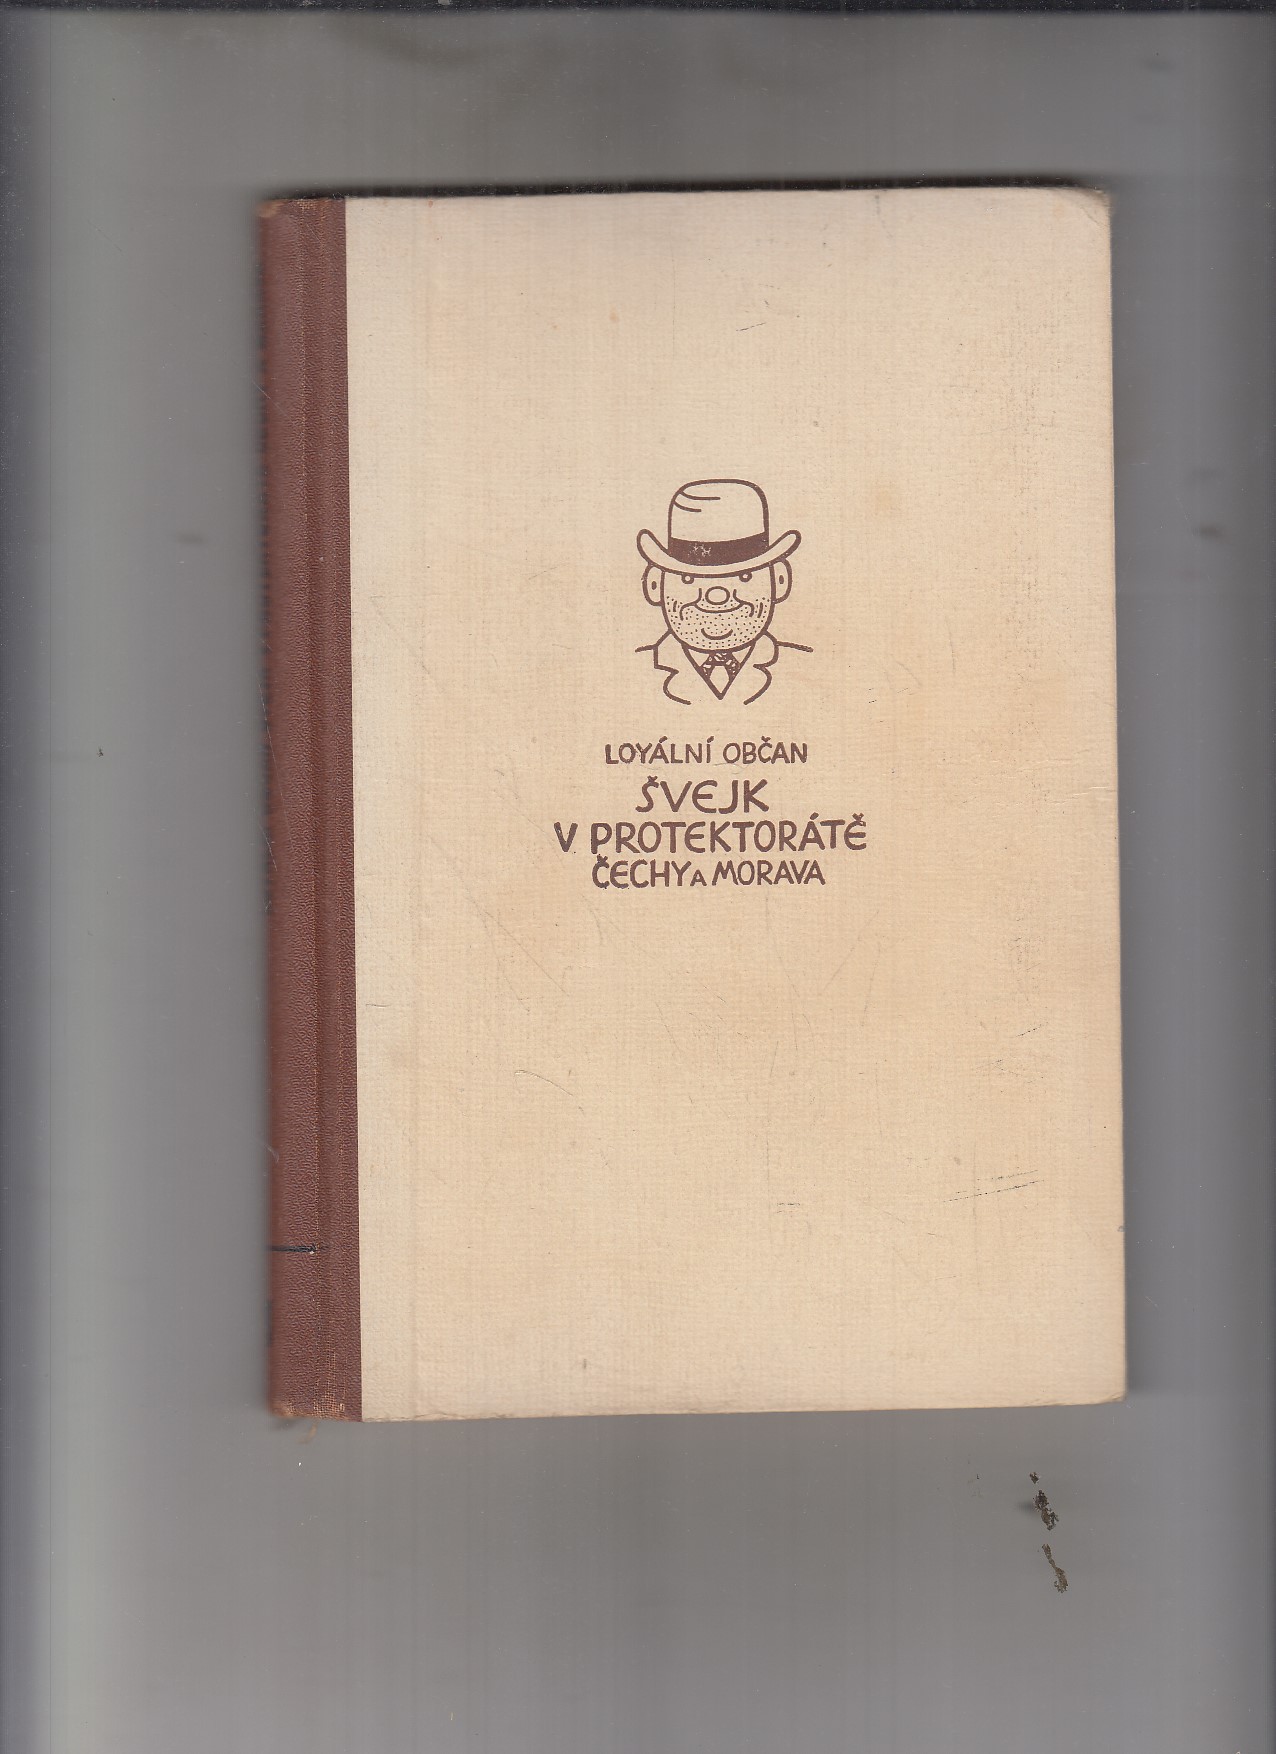 LOYÁLNÍ OBČAN
ŠVEJK
V PROTEKTORÁTĚ
ČECHY A MORAVA